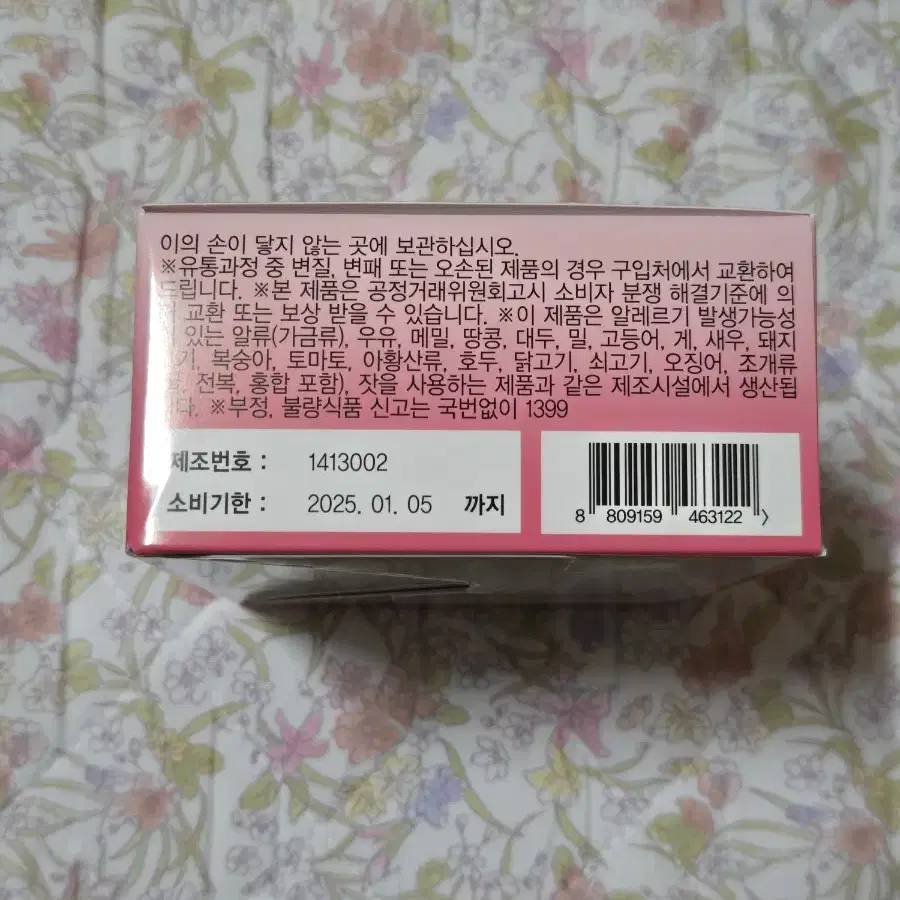 이의 손이 닿지 않는 곳에 보관하십시오.
※유통과정 중 변질, 변패 또는 오손된 제품의 경우 구입처에서 교환하여
드립니다. ※본 제품은 공정거래위원회고시 소비자 분쟁 해결기준에 의
교환 또는 보상 받을 수 있습니다. ※이 제품은 알레르기 발생가능성
있는 알류(가금류), 우유, 메밀, 땅콩, 대두, 밀, 고등어, 게, 새우, 돼지
복숭아, 토마토, 아황산류, 호두, 닭고기, 쇠고기, 오징어, 조개류
전복, 홍합 포함), 잣을 사용하는 제품과 같은 제조시설에서 생산됩
※부정, 불량식품 신고는 국번없이 1399
제조번호 : 1413002
소비기한 : 2025. 01. 05 까지
8 809159 463122 >